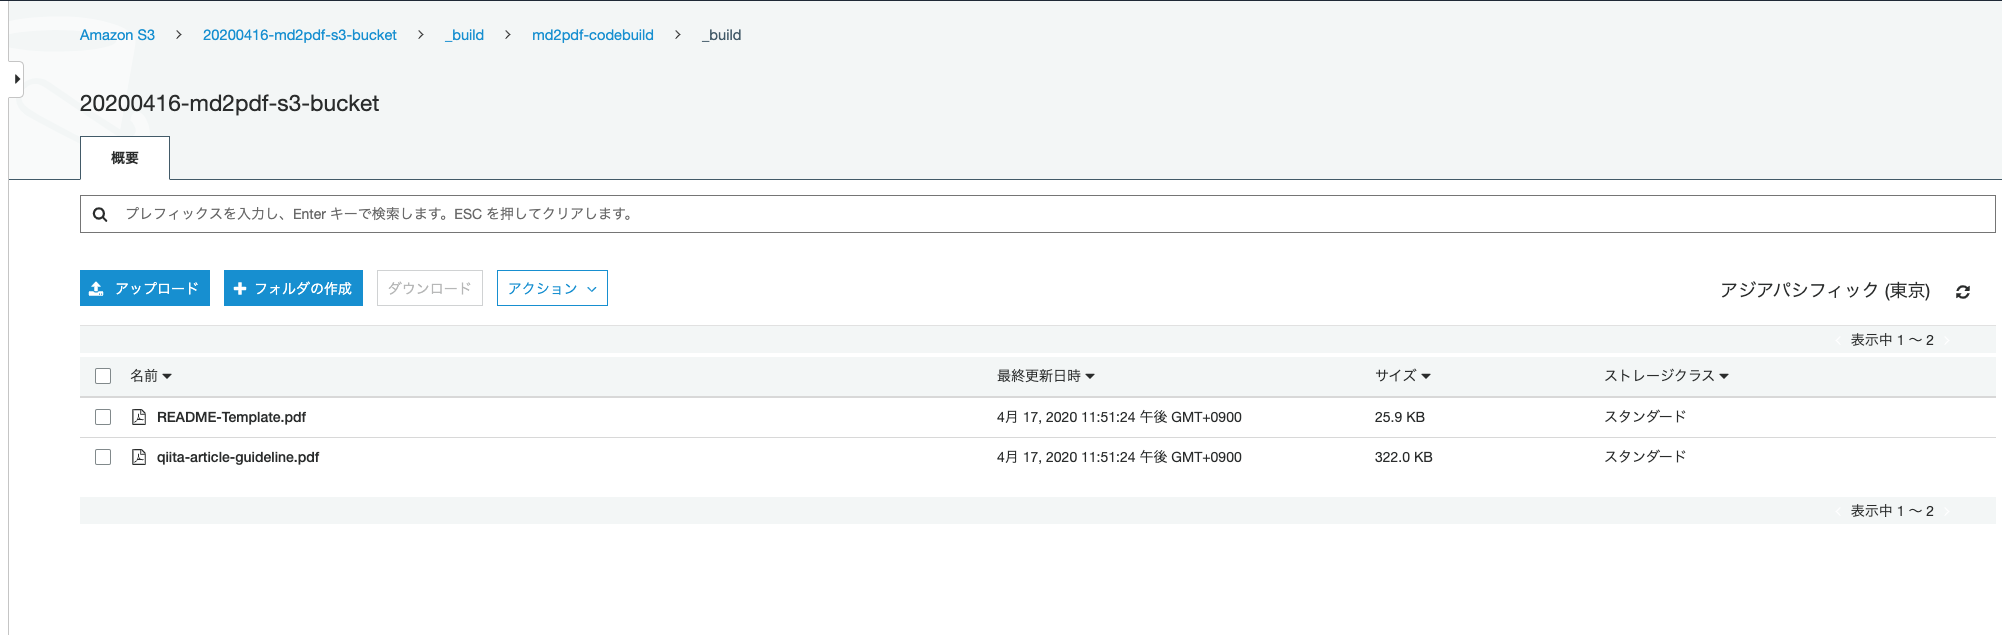 Amazon S3 > 20200416-md2pdf-s3-bucket > _build > md2pdf-codebuild > _build
20200416-md2pdf-s3-bucket
概要
プレフィックスを入力し、Enter キーで検索します。ESC を押してクリアします。
アップロード フォルダの作成 ダウンロード アクション アジアパシフィック (東京)
表示中 1 ～ 2
名前 最終更新日時 サイズ ストレージクラス
README-Template.pdf 4月 17, 2020 11:51:24 午後 GMT+0900 25.9 KB スタンダード
qiita-article-guideline.pdf 4月 17, 2020 11:51:24 午後 GMT+0900 322.0 KB スタンダード
表示中 1 ～ 2